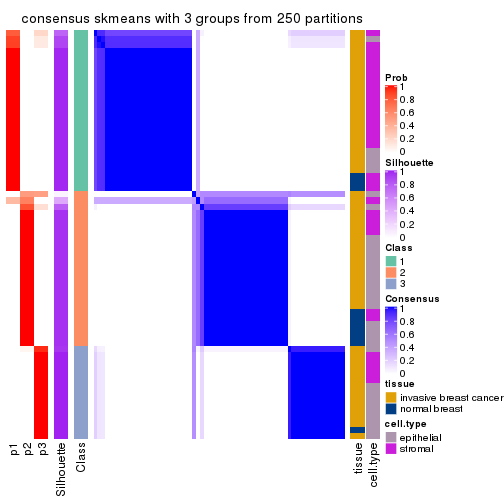 consensus skmeans with 3 groups from 250 partitions
Prob
1
0.8
0.6
0.4
0.2
0
Silhouette
1
0.8
0.6
0.4
0.2
0
Class
1
2
3
Consensus
1
0.8
0.6
0.4
0.2
0
tissue
invasive breast cancer
normal breast
cell.type
epithelial
stromal
p1
p2
p3
Silhouette
Class
tissue
cell.type